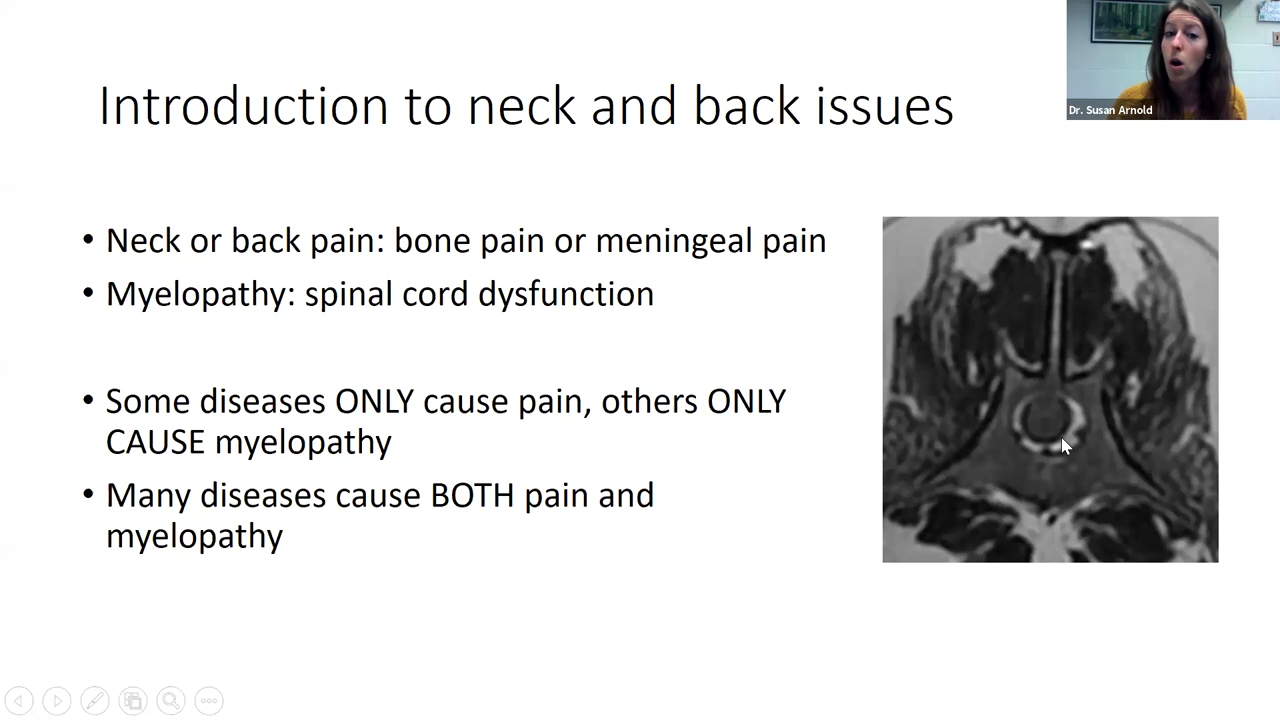 Introduction to neck and back issues
Dr. Susan Arnold
• Neck or back pain: bone pain or meningeal pain
• Myelopathy: spinal cord dysfunction
• Some diseases ONLY cause pain, others ONLY
CAUSE myelopathy
• Many diseases cause BOTH pain and
myelopathy